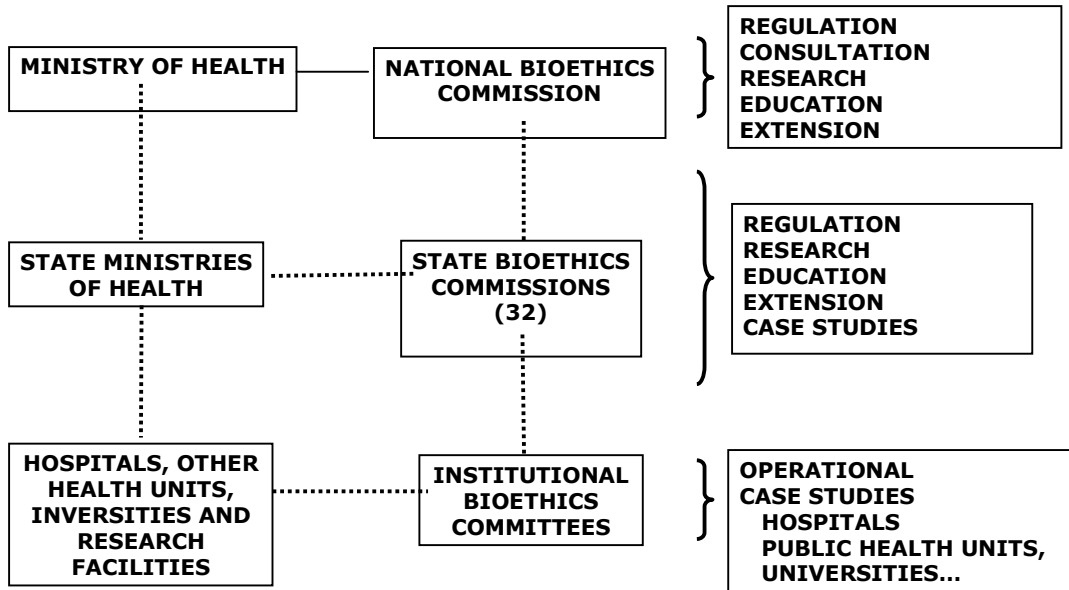 MINISTRY OF HEALTH
NATIONAL BIOETHICS
COMMISSION
REGULATION
CONSULTATION
RESEARCH
EDUCATION
EXTENSION
STATE MINISTRIES
OF HEALTH
STATE BIOETHICS
COMMISSIONS
(32)
REGULATION
RESEARCH
EDUCATION
EXTENSION
CASE STUDIES
HOSPITALS, OTHER
HEALTH UNITS,
INVERSITIES AND
RESEARCH
FACILITIES
INSTITUTIONAL
BIOETHICS
COMMITTEES
OPERATIONAL
CASE STUDIES
HOSPITALS
PUBLIC HEALTH UNITS,
UNIVERSITIES...